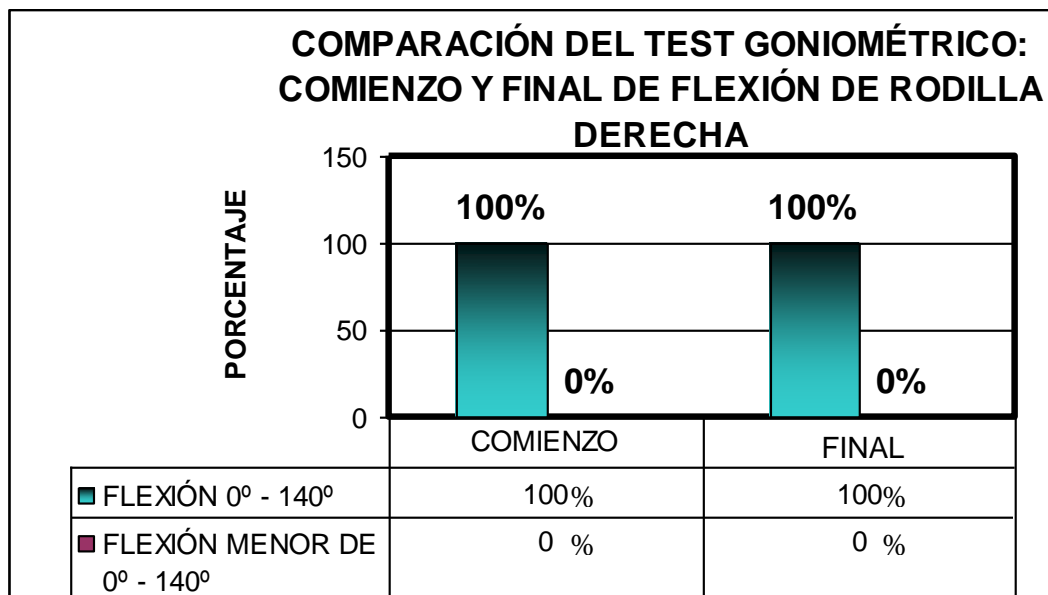 COMPARACIÓN DEL TEST GONIOMÉTRICO:
COMIENZO Y FINAL DE FLEXIÓN DE RODILLA
DERECHA
PORCENTAJE
150
100
50
0
100%
0%
100%
0%
COMIENZO FINAL
FLEXIÓN 0º - 140º 100% 100%
FLEXIÓN MENOR DE 0 % 0 %
0º - 140º